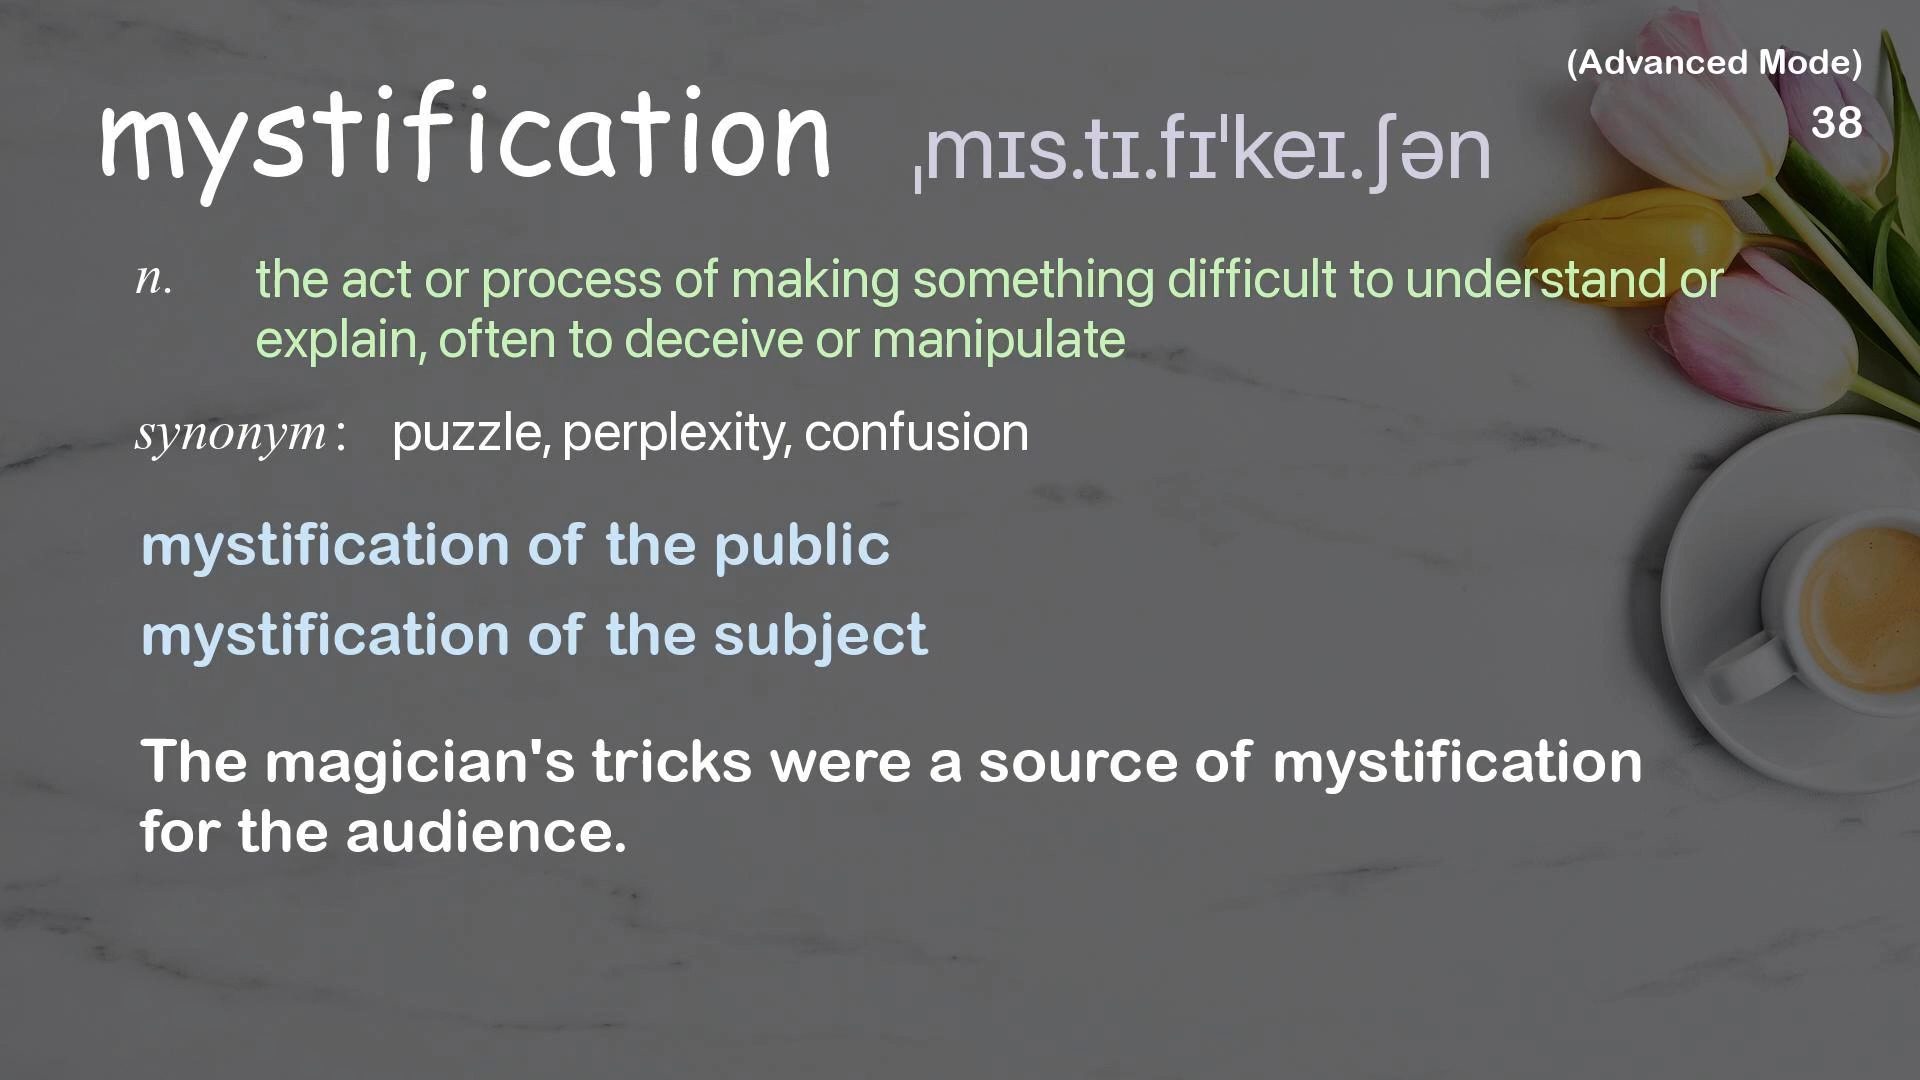 (Advanced Mode)
mystification ˌmɪs.tɪ.fɪˈkeɪ.ʃən
38
n. the act or process of making something difficult to understand or
explain, often to deceive or manipulate
synonym: puzzle, perplexity, confusion
mystification of the public
mystification of the subject
The magician's tricks were a source of mystification
for the audience.